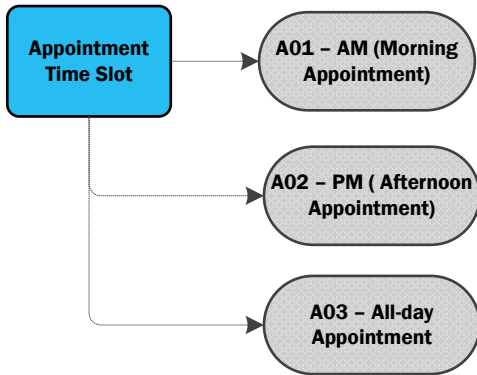 Appointment
Time Slot
A01 – AM (Morning
Appointment)
A02 – PM ( Afternoon
Appointment)
A03 – All-day
Appointment